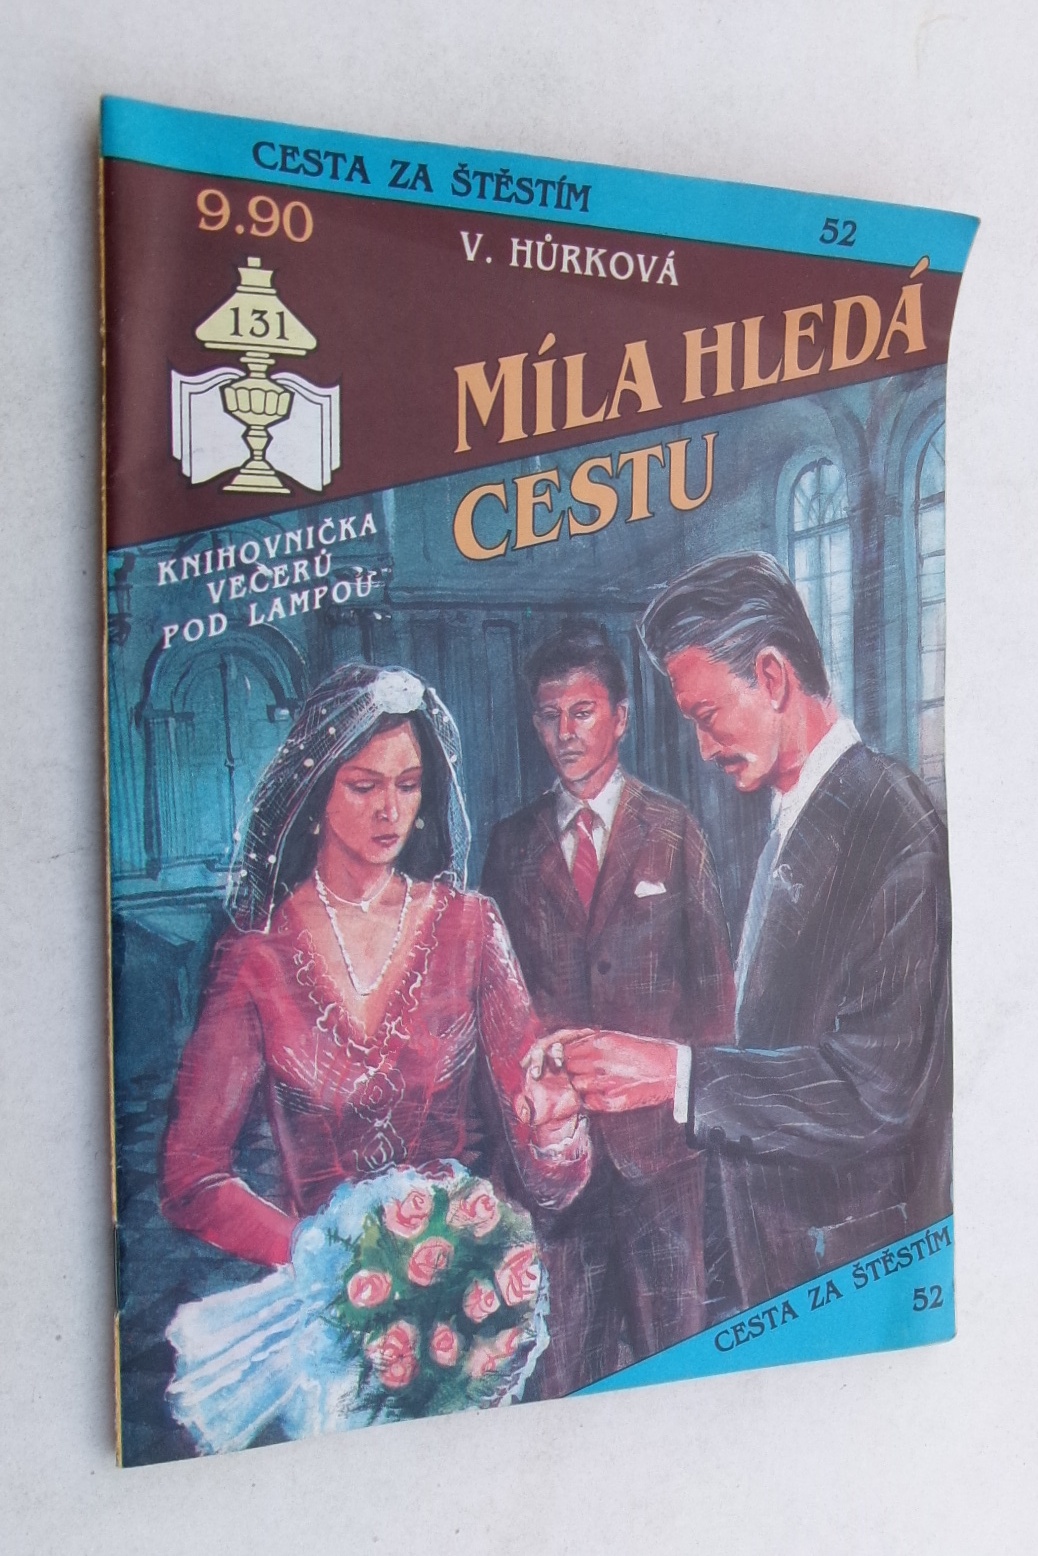 CESTA ZA ŠTĚSTÍM
52
9.90
V. HŮRKOVÁ
131
MÍLA HLEDÁ
CESTU
KNIHOVNIČKA
VEČERŮ
POD LAMPOU
CESTA ZA ŠTĚSTÍM
52